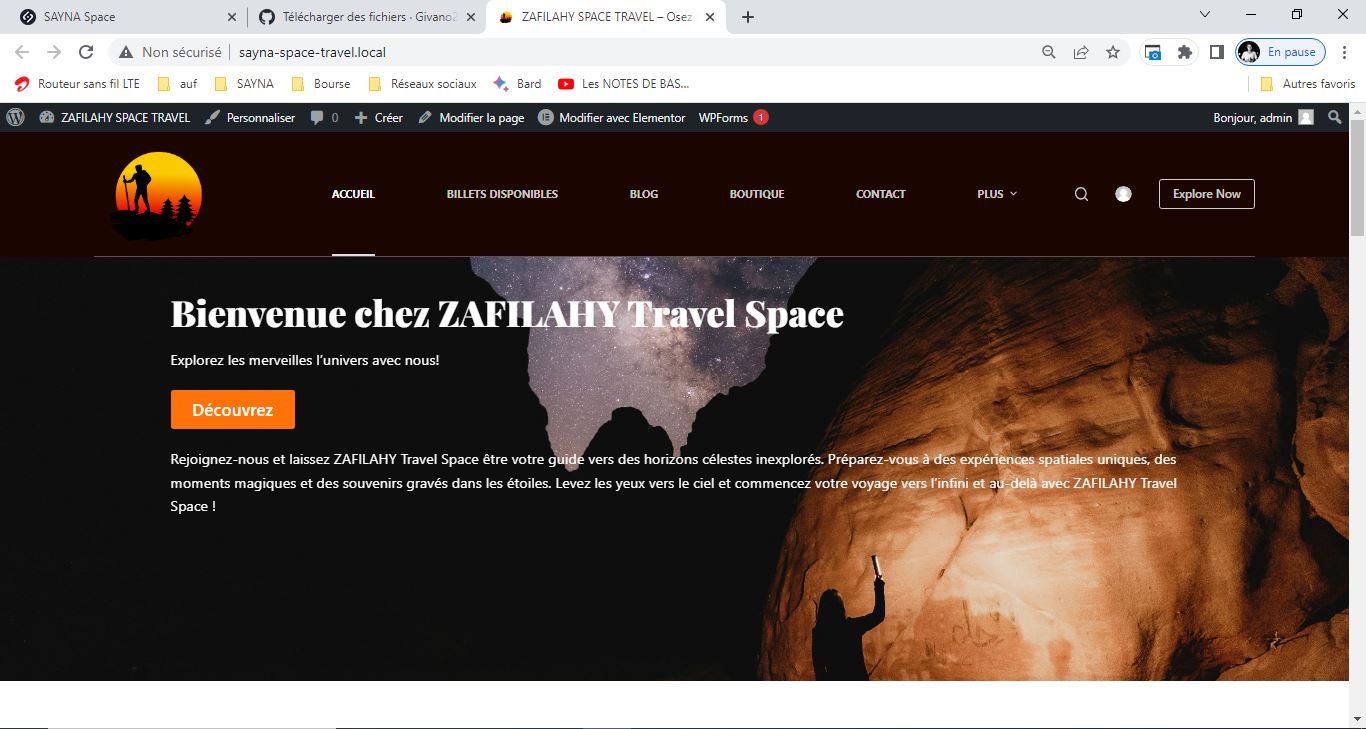 SAYNA Space
Télécharger des fichiers · Givano2
ZAFILAHY SPACE TRAVEL – Osez
Non sécurisé
sayna-space-travel.local
En pause
Routeur sans fil LTE
auf
SAYNA
Bourse
Réseaux sociaux
Bard
Les NOTES DE BAS...
Autres favoris
ZAFILAHY SPACE TRAVEL
Personnaliser
0
Créer
Modifier la page
Modifier avec Elementor
WPForms 1
Bonjour, admin
ACCUEIL
BILLETS DISPONIBLES
BLOG
BOUTIQUE
CONTACT
PLUS
Explore Now
Bienvenue chez ZAFILAHY Travel Space
Explorez les merveilles l’univers avec nous!
Découvrez
Rejoignez-nous et laissez ZAFILAHY Travel Space être votre guide vers des horizons célestes inexplorés. Préparez-vous à des expériences spatiales uniques, des
moments magiques et des souvenirs gravés dans les étoiles. Levez les yeux vers le ciel et commencez votre voyage vers l’infini et au-delà avec ZAFILAHY Travel
Space !